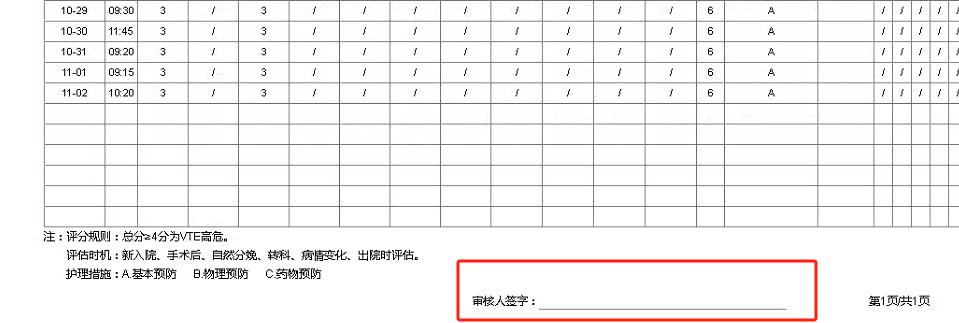 10-29 09:30 3 / 3 / / / / / / / / 6 A / / / / /
10-30 11:45 3 / 3 / / / / / / / / 6 A / / / / /
10-31 09:20 3 / 3 / / / / / / / / 6 A / / / / /
11-01 09:15 3 / 3 / / / / / / / / 6 A / / / / /
11-02 10:20 3 / 3 / / / / / / / / 6 A / / / / /
注：评分规则：总分≥4分为VTE高危。
评估时机：新入院、手术后、自然分娩、转科、病情变化、出院时评估。
护理措施：A.基本预防 B.物理预防 C.药物预防
审核人签字： 第1页/共1页